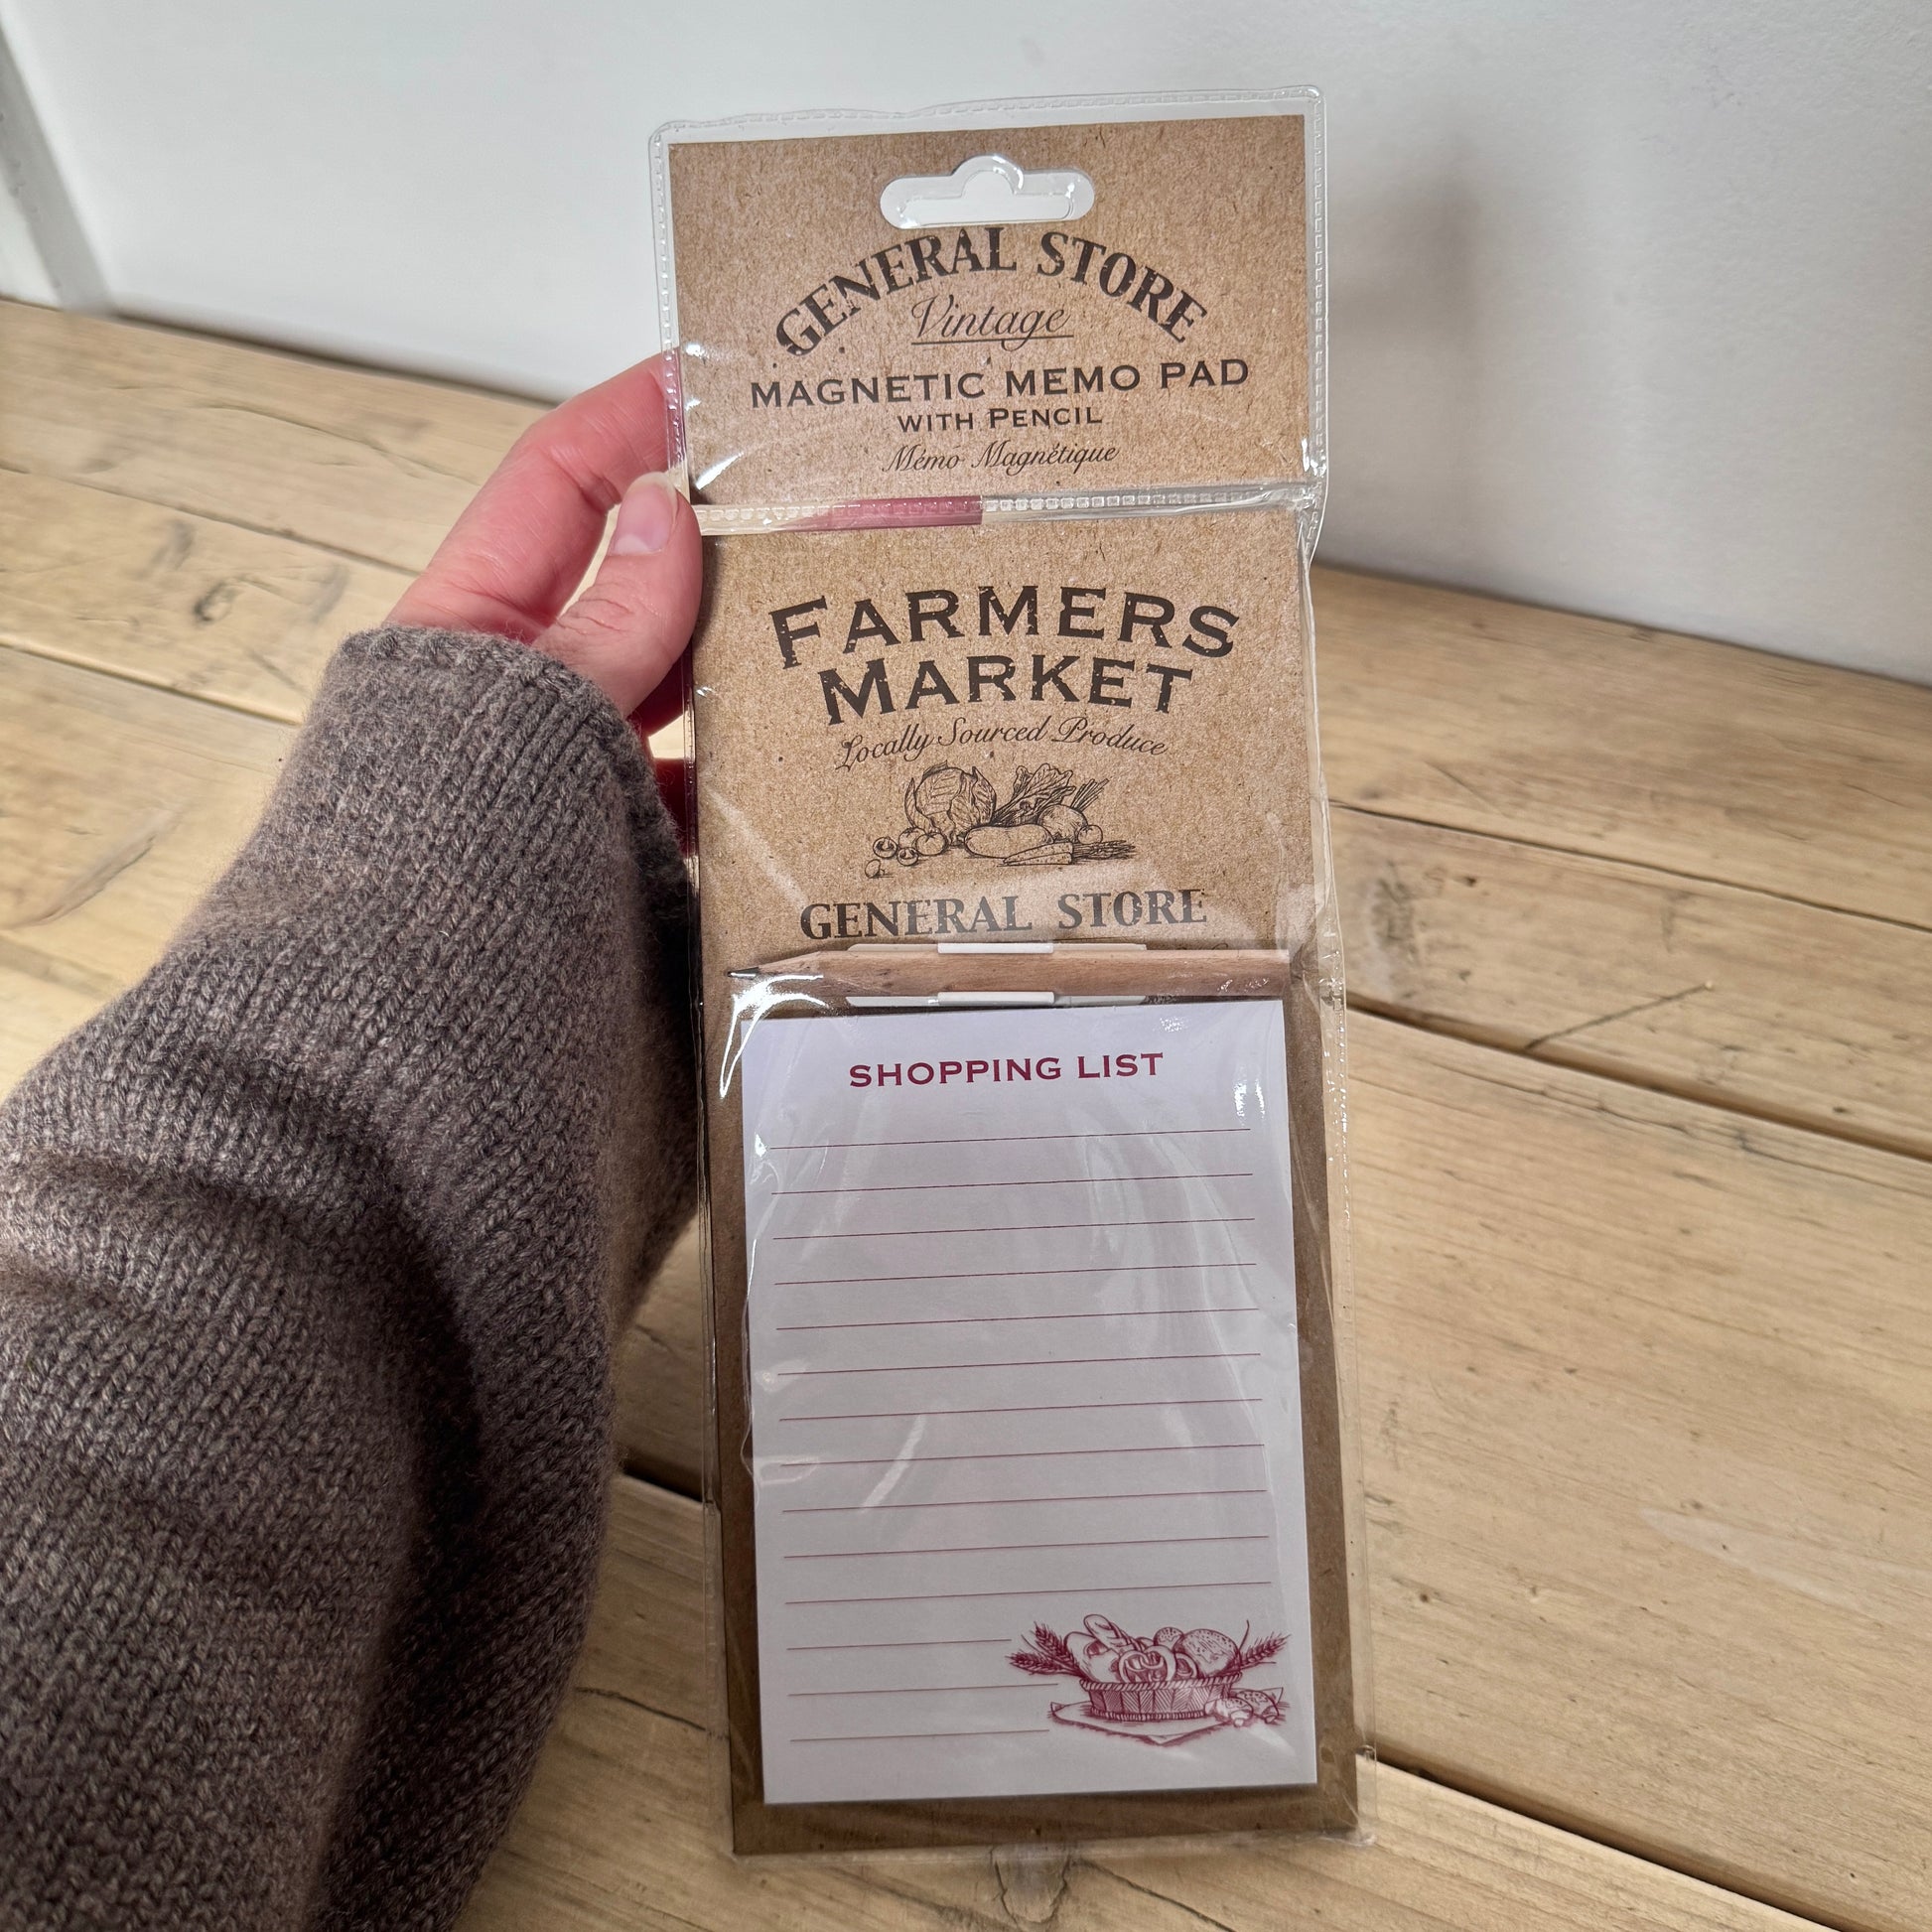 GENERAL STORE
Vintage
MAGNETIC MEMO PAD
WITH PENCIL
Mémo Magnétique
FARMERS
MARKET
Locally Sourced Produce
GENERAL STORE
SHOPPING LIST